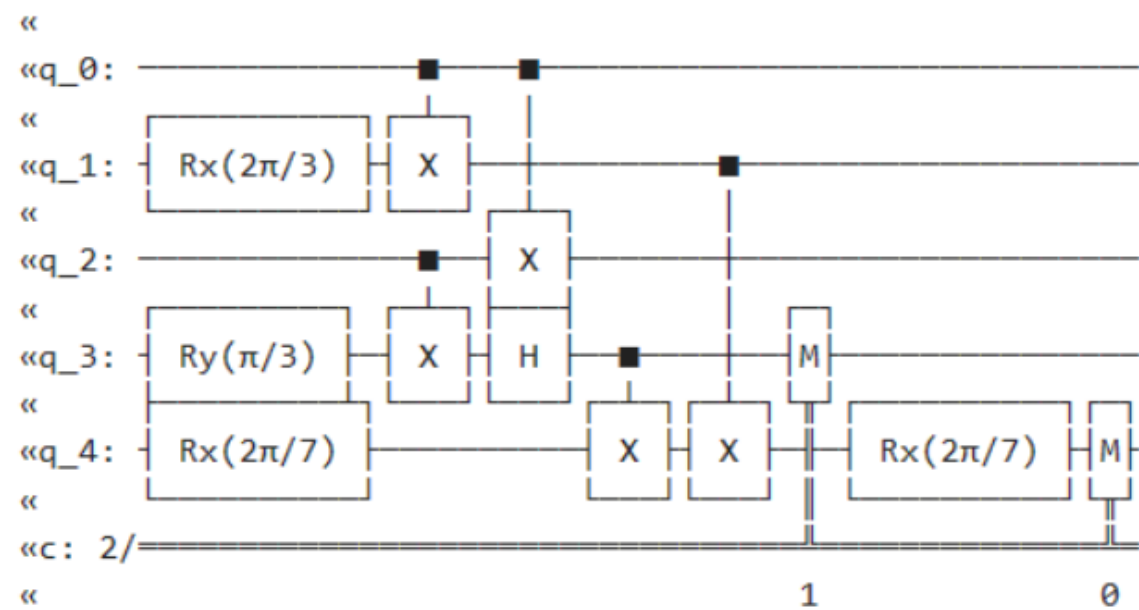 «
«q_0:
«
«q_1: Rx(2π/3) X
«
«q_2: X
«
«q_3: Ry(π/3) X H M
«
«q_4: Rx(2π/7) X X Rx(2π/7) M
«
«c: 2/
« 1 0